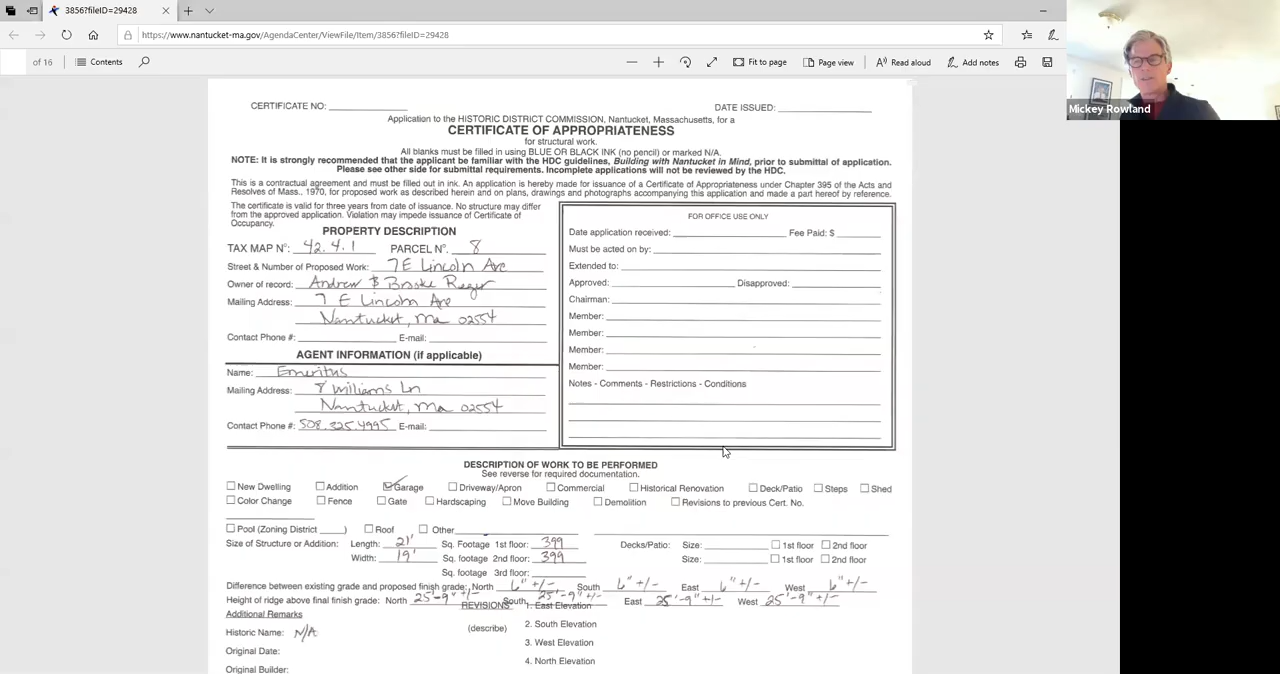 3856?fileID=29428
https://www.nantucket-ma.gov/AgendaCenter/ViewFile/Item/3856?fileID=29428
of 16 Contents Fit to page Page view Read aloud Add notes
Mickey Rowland
CERTIFICATE NO: DATE ISSUED:
Application to the HISTORIC DISTRICT COMMISSION, Nantucket, Massachusetts, for a
CERTIFICATE OF APPROPRIATENESS
for structural work.
All blanks must be filled in using BLUE OR BLACK INK (no pencil) or marked N/A.
NOTE: It is strongly recommended that the applicant be familiar with the HDC guidelines, Building with Nantucket in Mind, prior to submittal of application.
Please see other side for submittal requirements. Incomplete applications will not be reviewed by the HDC.
This is a contractual agreement and must be filled out in ink. An application is hereby made for issuance of a Certificate of Appropriateness under Chapter 395 of the Acts and
Resolves of Mass., 1970, for proposed work as described herein and on plans, drawings and photographs accompanying this application and made a part hereof by reference.
The certificate is valid for three years from date of issuance. No structure may differ
from the approved application. Violation may impede issuance of Certificate of
Occupancy.
PROPERTY DESCRIPTION
TAX MAP N°: 42.4.1 PARCEL N°. 8
Street & Number of Proposed Work: 7 E Lincoln Ave
Owner of record: Andrew & Brooke Reger
Mailing Address: 7 E Lincoln Ave
Nantucket, Ma 02554
Contact Phone #: E-mail:
AGENT INFORMATION (if applicable)
Name: Emeritus
Mailing Address: 8 Williams Ln
Nantucket, Ma 02554
Contact Phone #: 508.325.4995 E-mail:
FOR OFFICE USE ONLY
Date application received: Fee Paid: $
Must be acted on by:
Extended to:
Approved: Disapproved:
Chairman:
Member:
Member:
Member:
Member:
Notes - Comments - Restrictions - Conditions
DESCRIPTION OF WORK TO BE PERFORMED
See reverse for required documentation.
New Dwelling Addition Garage Driveway/Apron Commercial Historical Renovation Deck/Patio Steps Shed
Color Change Fence Gate Hardscaping Move Building Demolition Revisions to previous Cert. No.
Pool (Zoning District ) Roof Other
Size of Structure or Addition: Length: 21' Sq. Footage 1st floor: 399 Decks/Patio: Size: 1st floor 2nd floor
Width: 19' Sq. footage 2nd floor: 399 Size: 1st floor 2nd floor
Sq. footage 3rd floor:
Difference between existing grade and proposed finish grade: North 6" +/- South 6" +/- East 6" +/- West 6" +/-
Height of ridge above final finish grade: North 25'-9" +/- South 25'-9" +/- East 25'-9" +/- West 25'-9" +/-
Additional Remarks REVISIONS 1. East Elevation
Historic Name: N/A (describe) 2. South Elevation
Original Date: 3. West Elevation
Original Builder: 4. North Elevation